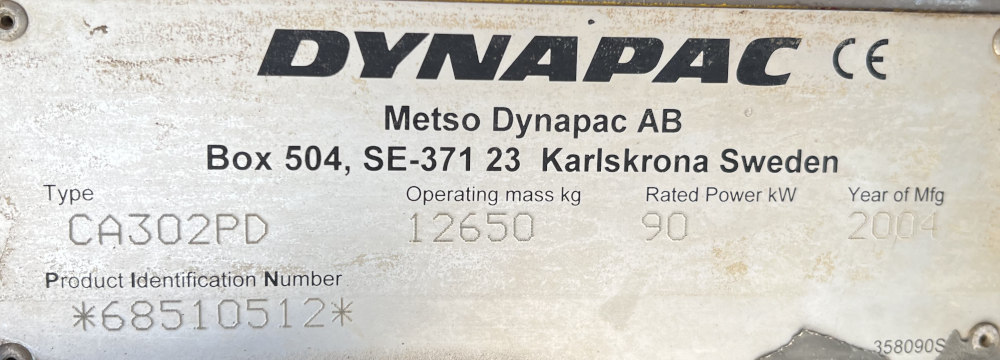 DYNAPAC CE
Metso Dynapac AB
Box 504, SE-371 23 Karlskrona Sweden
Type Operating mass kg Rated Power kW Year of Mfg
CA302PD 12650 90 2004
Product Identification Number
*68510512*
358090S